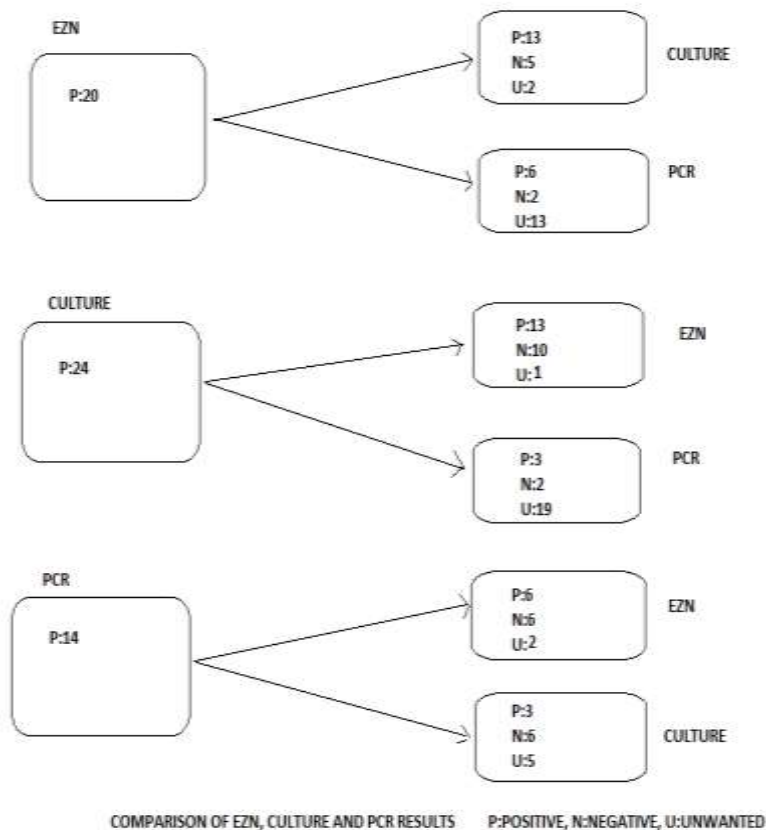 EZN
P:20
P:13
N:5
U:2
CULTURE
P:6
N:2
U:13
PCR
CULTURE
P:24
P:13
N:10
U:1
EZN
P:3
N:2
U:19
PCR
PCR
P:14
P:6
N:6
U:2
EZN
P:3
N:6
U:5
CULTURE
COMPARISON OF EZN, CULTURE AND PCR RESULTS P:POSITIVE, N:NEGATIVE, U:UNWANTED